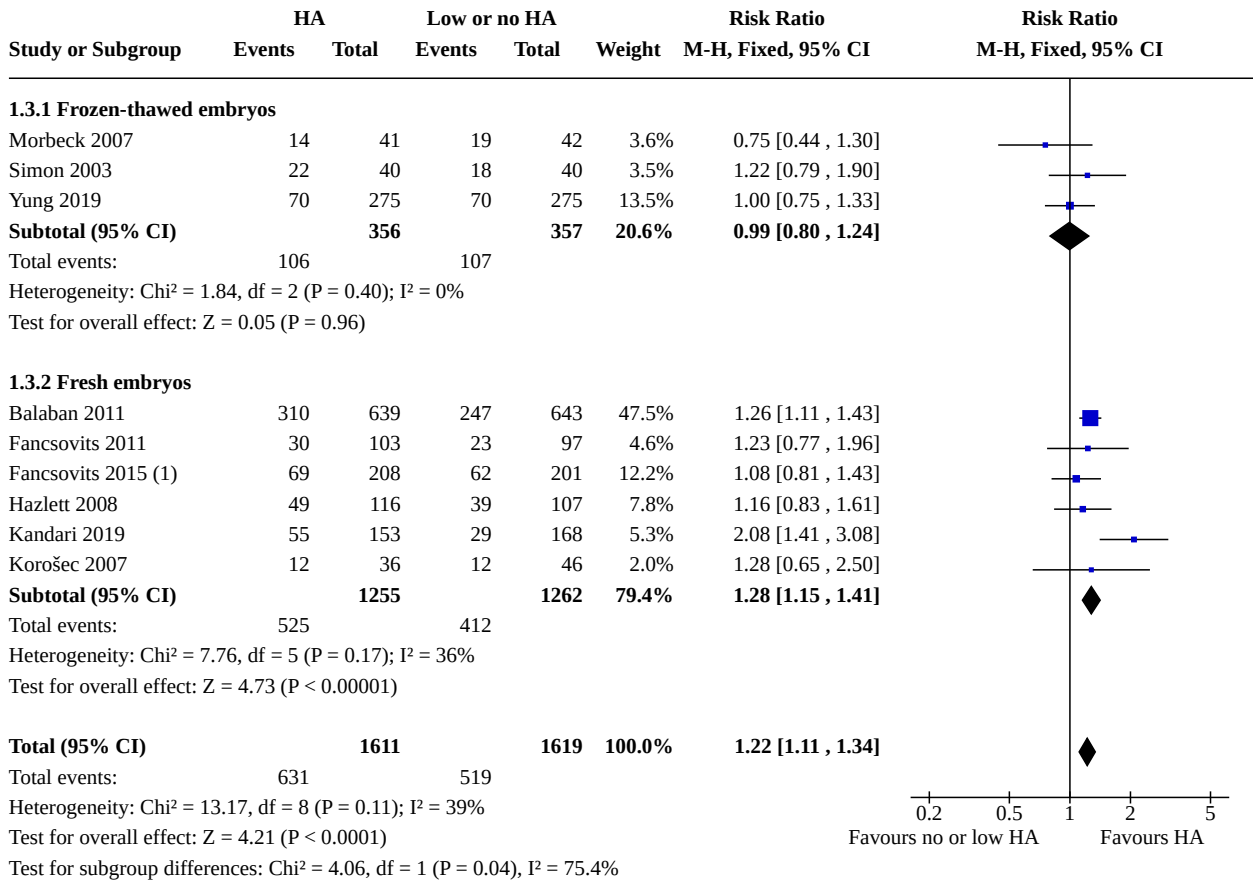 HA Low or no HA Risk Ratio Risk Ratio
Study or Subgroup Events Total Events Total Weight M-H, Fixed, 95% CI M-H, Fixed, 95% CI
1.3.1 Frozen-thawed embryos
Morbeck 2007 14 41 19 42 3.6% 0.75 [0.44 , 1.30]
Simon 2003 22 40 18 40 3.5% 1.22 [0.79 , 1.90]
Yung 2019 70 275 70 275 13.5% 1.00 [0.75 , 1.33]
Subtotal (95% CI) 356 357 20.6% 0.99 [0.80 , 1.24]
Total events: 106 107
Heterogeneity: Chi² = 1.84, df = 2 (P = 0.40); I² = 0%
Test for overall effect: Z = 0.05 (P = 0.96)
1.3.2 Fresh embryos
Balaban 2011 310 639 247 643 47.5% 1.26 [1.11 , 1.43]
Fancsovits 2011 30 103 23 97 4.6% 1.23 [0.77 , 1.96]
Fancsovits 2015 (1) 69 208 62 201 12.2% 1.08 [0.81 , 1.43]
Hazlett 2008 49 116 39 107 7.8% 1.16 [0.83 , 1.61]
Kandari 2019 55 153 29 168 5.3% 2.08 [1.41 , 3.08]
Korošec 2007 12 36 12 46 2.0% 1.28 [0.65 , 2.50]
Subtotal (95% CI) 1255 1262 79.4% 1.28 [1.15 , 1.41]
Total events: 525 412
Heterogeneity: Chi² = 7.76, df = 5 (P = 0.17); I² = 36%
Test for overall effect: Z = 4.73 (P < 0.00001)
Total (95% CI) 1611 1619 100.0% 1.22 [1.11 , 1.34]
Total events: 631 519
Heterogeneity: Chi² = 13.17, df = 8 (P = 0.11); I² = 39%
0.2 0.5 1 2 5
Test for overall effect: Z = 4.21 (P < 0.0001)
Favours no or low HA Favours HA
Test for subgroup differences: Chi² = 4.06, df = 1 (P = 0.04), I² = 75.4%